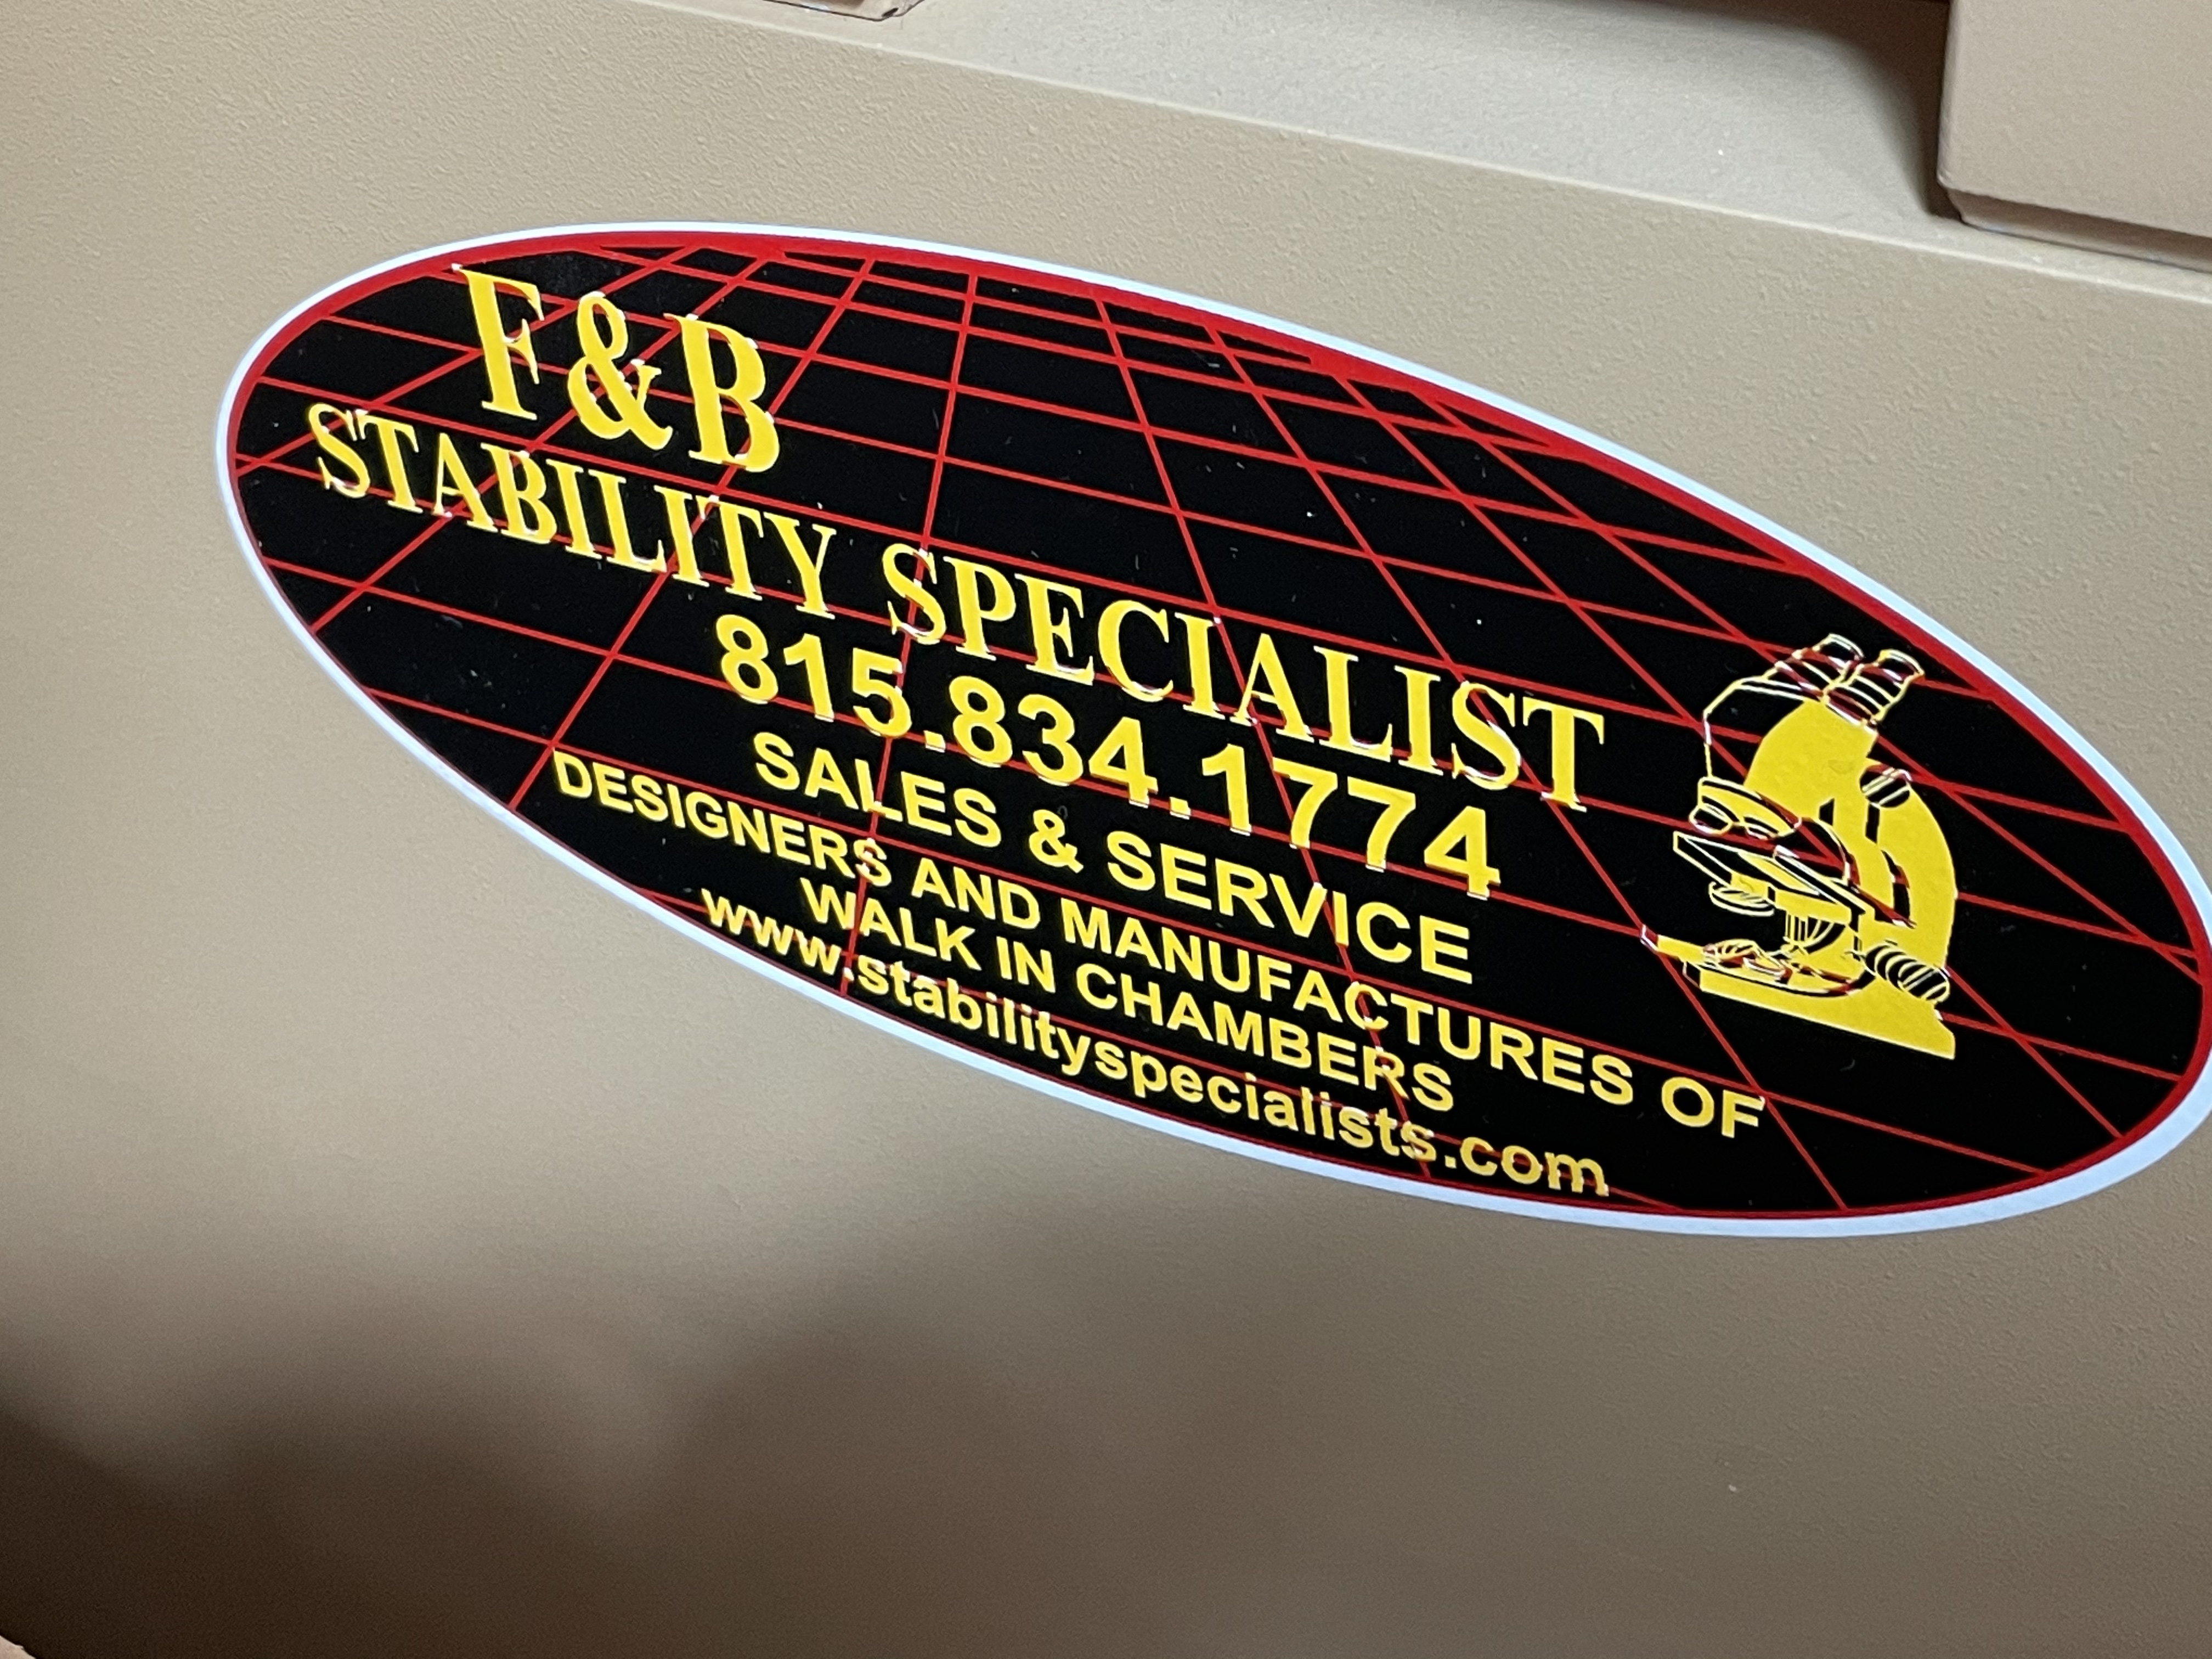 F&B
STABILITY SPECIALIST
815.834.1774
SALES & SERVICE
DESIGNERS AND MANUFACTURES OF
WALK IN CHAMBERS
www.stabilityspecialists.com